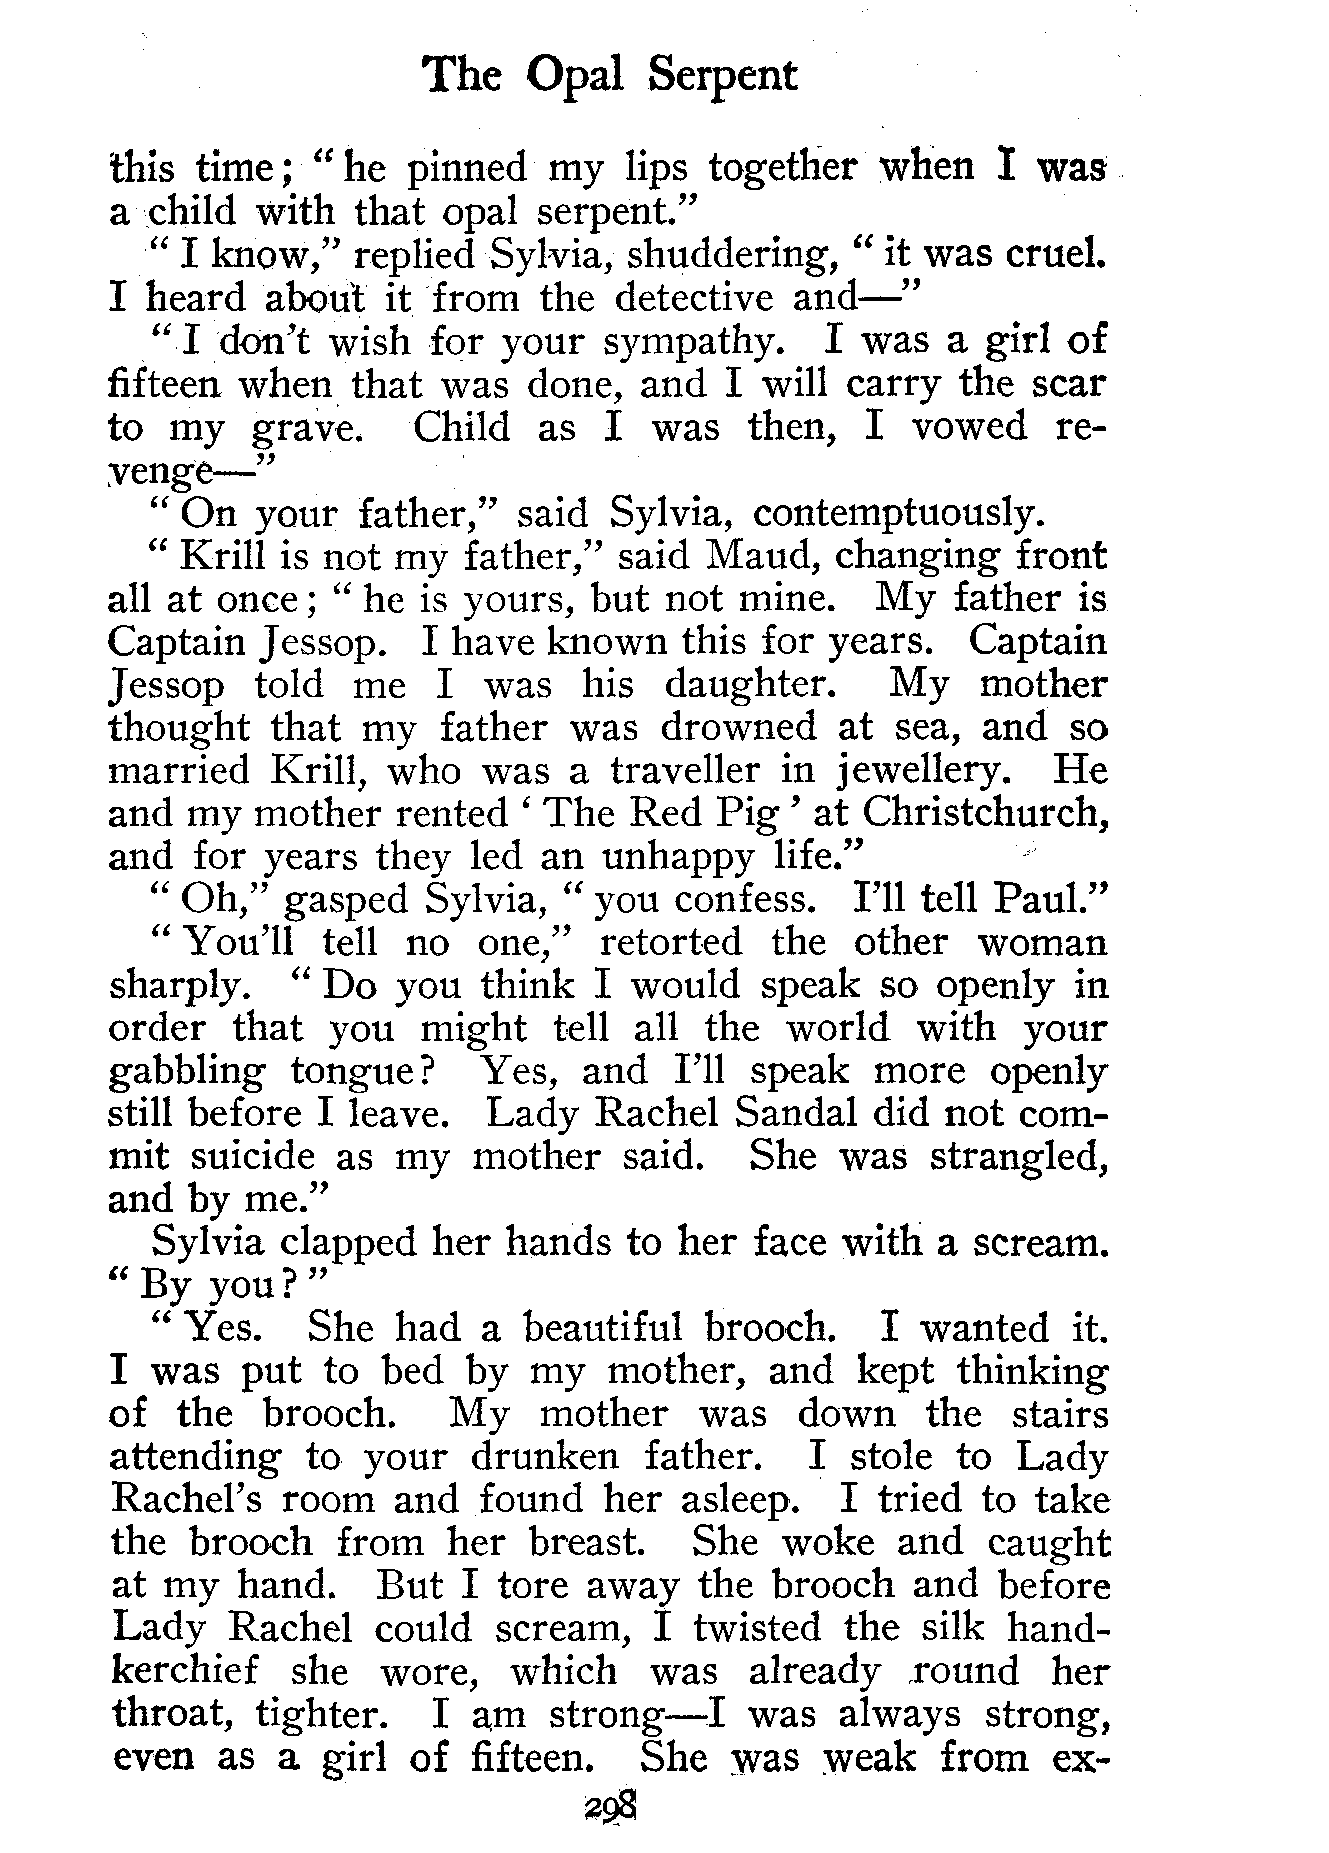 The Opal Serpent
this time; " he pinned my lips together when I was
a child with that opal serpent."
" I know," replied Sylvia, shuddering, " it was cruel.
I heard about it from the detective and—"
" I don't wish for your sympathy. I was a girl of
fifteen when that was done, and I will carry the scar
to my grave. Child as I was then, I vowed re-
venge—"
" On your father," said Sylvia, contemptuously.
" Krill is not my father," said Maud, changing front
all at once; " he is yours, but not mine. My father is
Captain Jessop. I have known this for years. Captain
Jessop told me I was his daughter. My mother
thought that my father was drowned at sea, and so
married Krill, who was a traveller in jewellery. He
and my mother rented ' The Red Pig ' at Christchurch,
and for years they led an unhappy life."
" Oh," gasped Sylvia, " you confess. I'll tell Paul."
" You'll tell no one," retorted the other woman
sharply. " Do you think I would speak so openly in
order that you might tell all the world with your
gabbling tongue? Yes, and I'll speak more openly
still before I leave. Lady Rachel Sandal did not com-
mit suicide as my mother said. She was strangled,
and by me."
Sylvia clapped her hands to her face with a scream.
" By you? "
" Yes. She had a beautiful brooch. I wanted it.
I was put to bed by my mother, and kept thinking
of the brooch. My mother was down the stairs
attending to your drunken father. I stole to Lady
Rachel's room and found her asleep. I tried to take
the brooch from her breast. She woke and caught
at my hand. But I tore away the brooch and before
Lady Rachel could scream, I twisted the silk hand-
kerchief she wore, which was already round her
throat, tighter. I am strong—I was always strong,
even as a girl of fifteen. She was weak from ex-
298